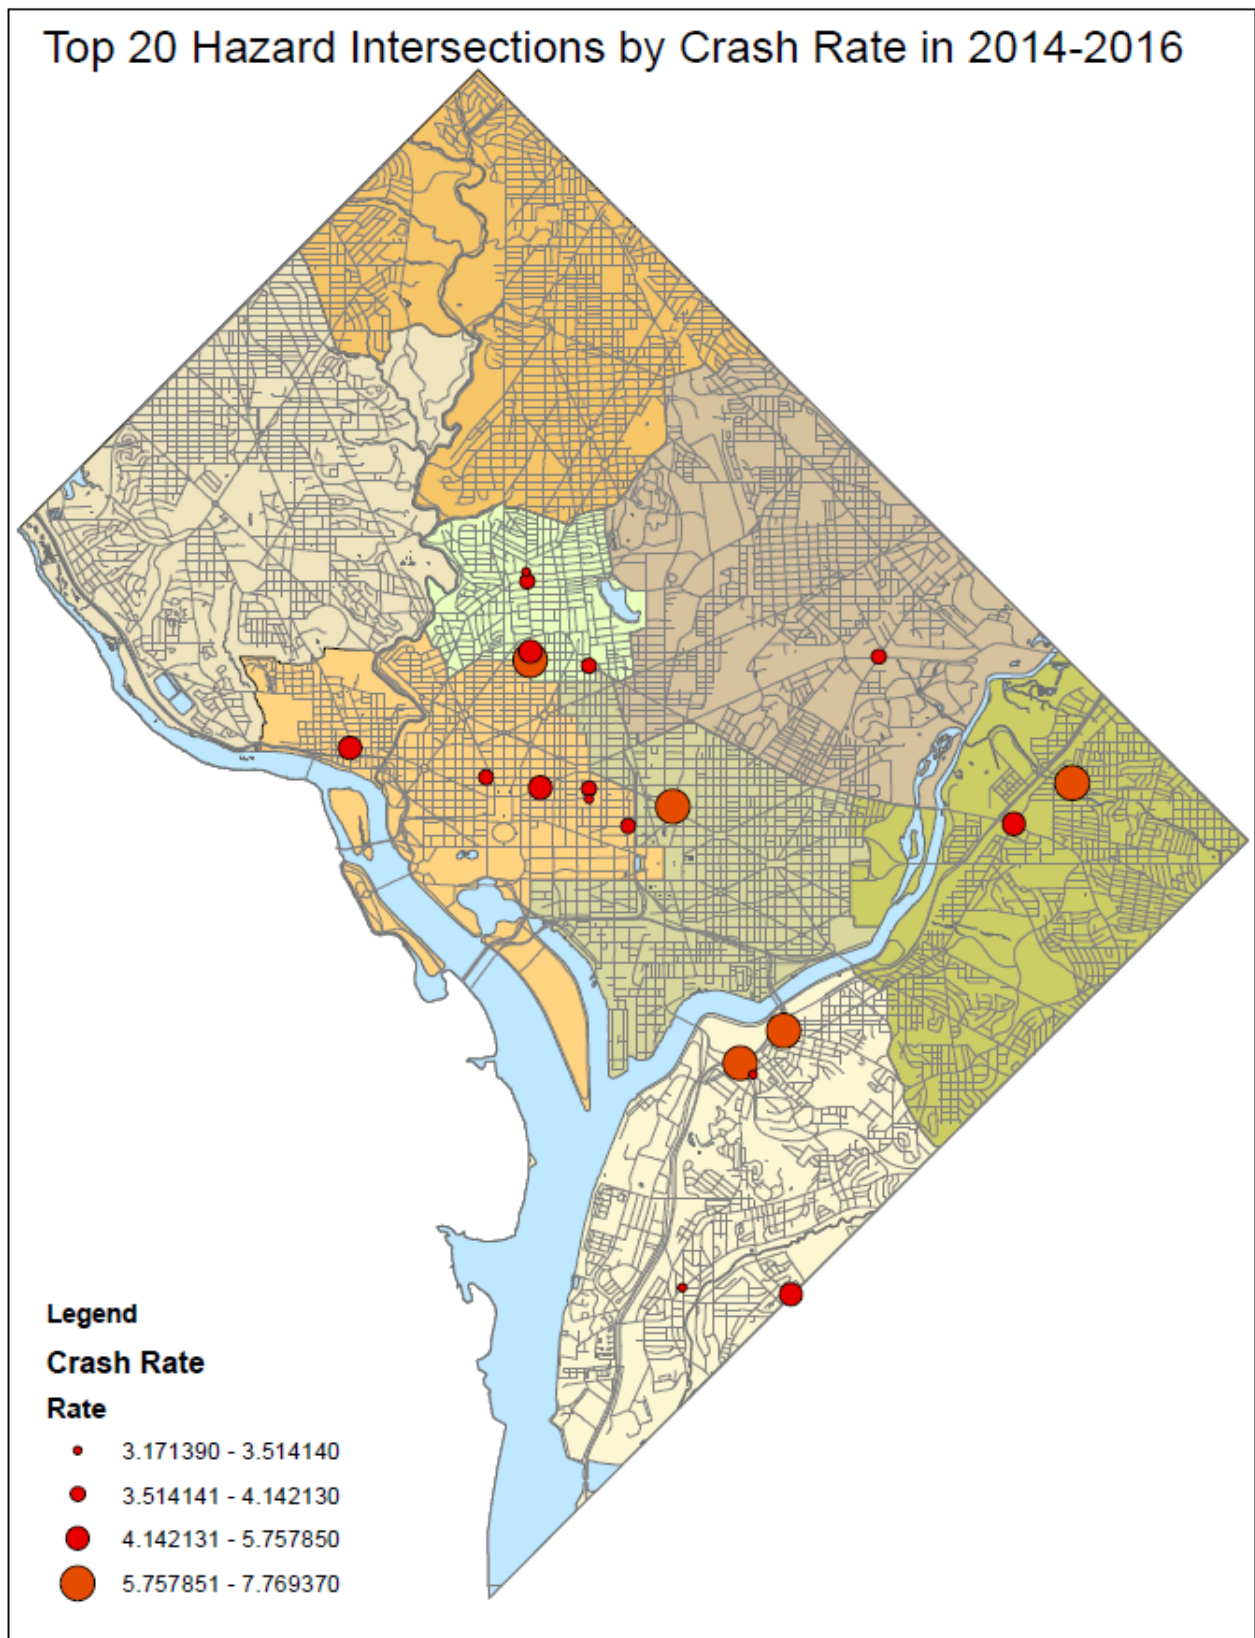 Top 20 Hazard Intersections by Crash Rate in 2014-2016
Legend
Crash Rate
Rate
3.171390 - 3.514140
3.514141 - 4.142130
4.142131 - 5.757850
5.757851 - 7.769370